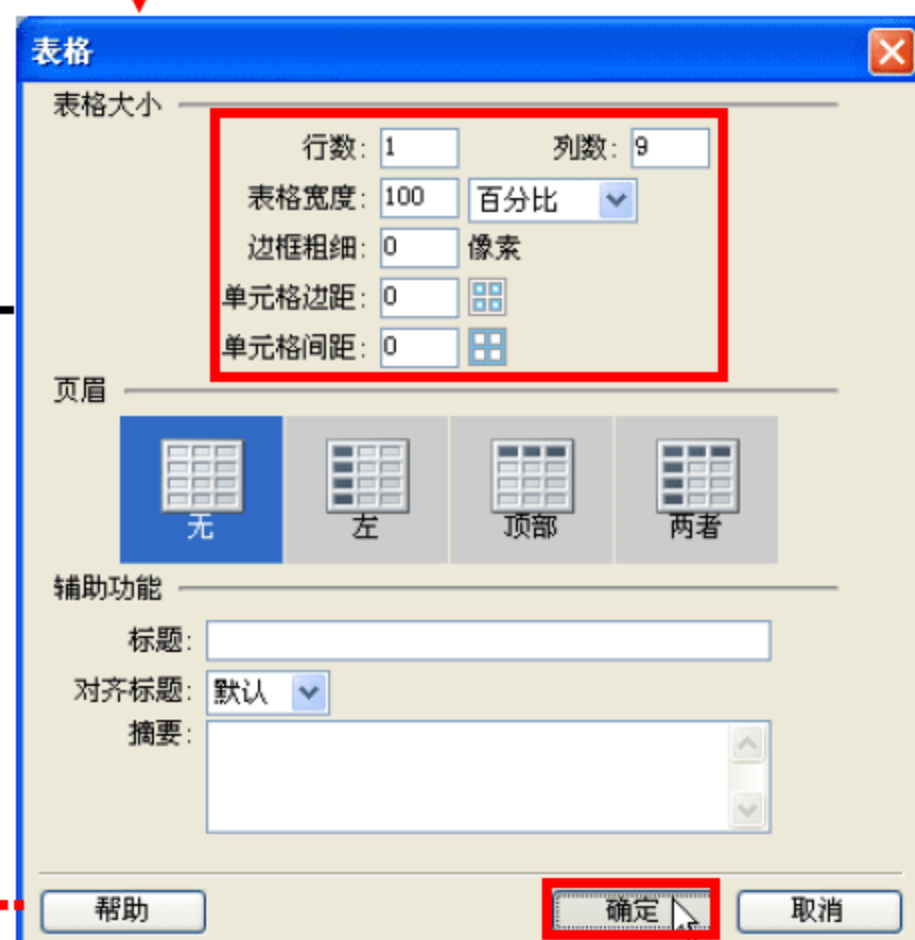 表格
表格大小
行数: 1 列数: 9
表格宽度: 100 百分比
边框粗细: 0 像素
单元格边距: 0
单元格间距: 0
页眉
无 左 顶部 两者
辅助功能
标题:
对齐标题: 默认
摘要:
帮助 确定 取消